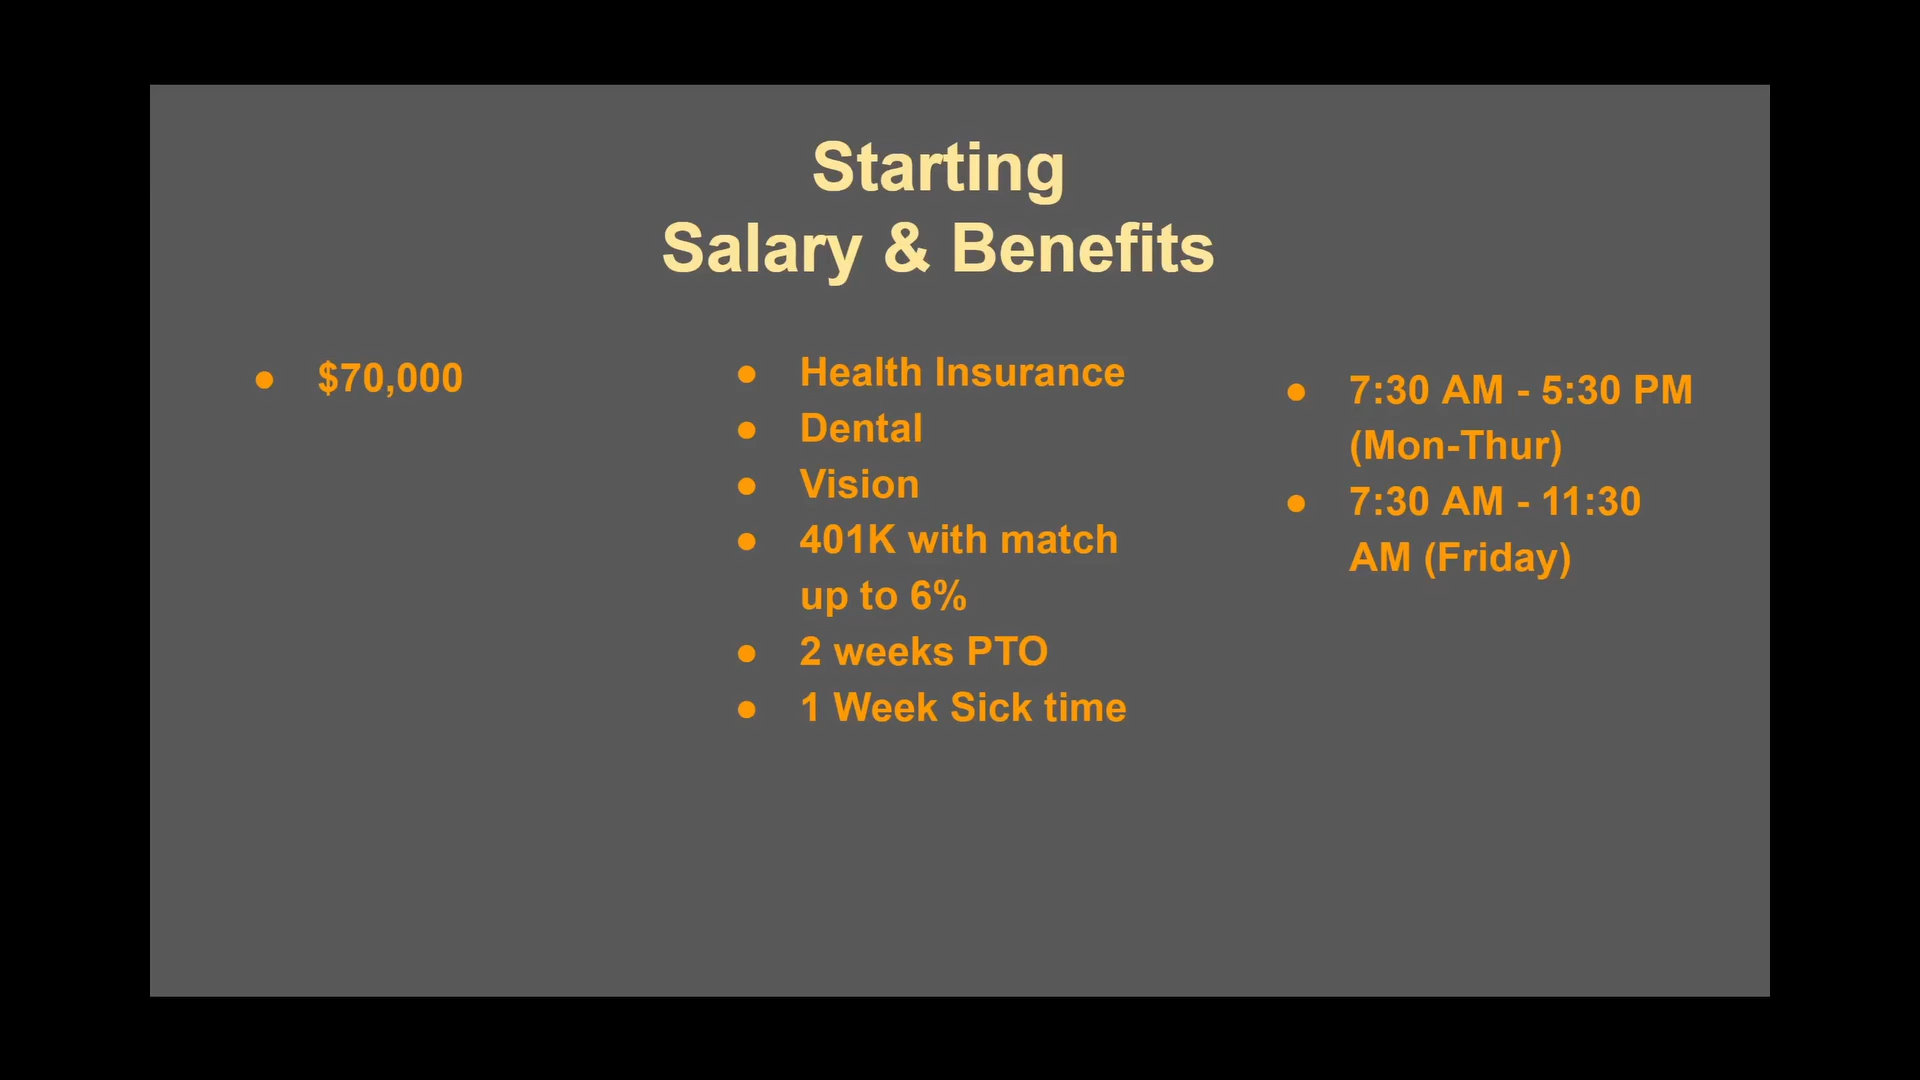 Starting
Salary & Benefits
● $70,000
● Health Insurance
● Dental
● Vision
● 401K with match
up to 6%
● 2 weeks PTO
● 1 Week Sick time
● 7:30 AM - 5:30 PM
(Mon-Thur)
● 7:30 AM - 11:30
AM (Friday)